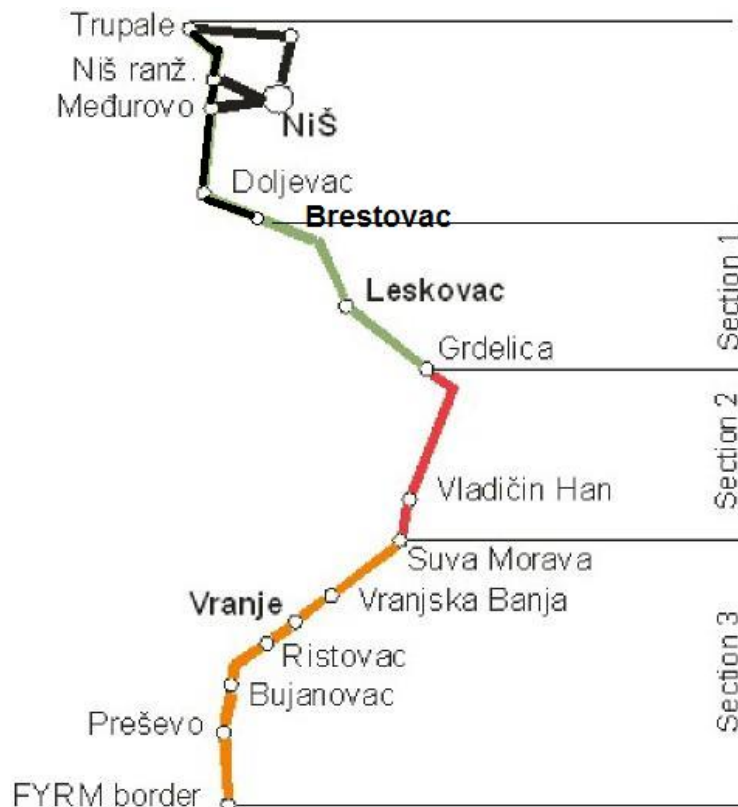 Trupale
Niš ranž.
Međurovo
NiŠ
Doljevac
Brestovac
Section 1
Leskovac
Grdelica
Section 2
Vladičin Han
Suva Morava
Vranjska Banja
Vranje
Section 3
Ristovac
Bujanovac
Preševo
FYRM border